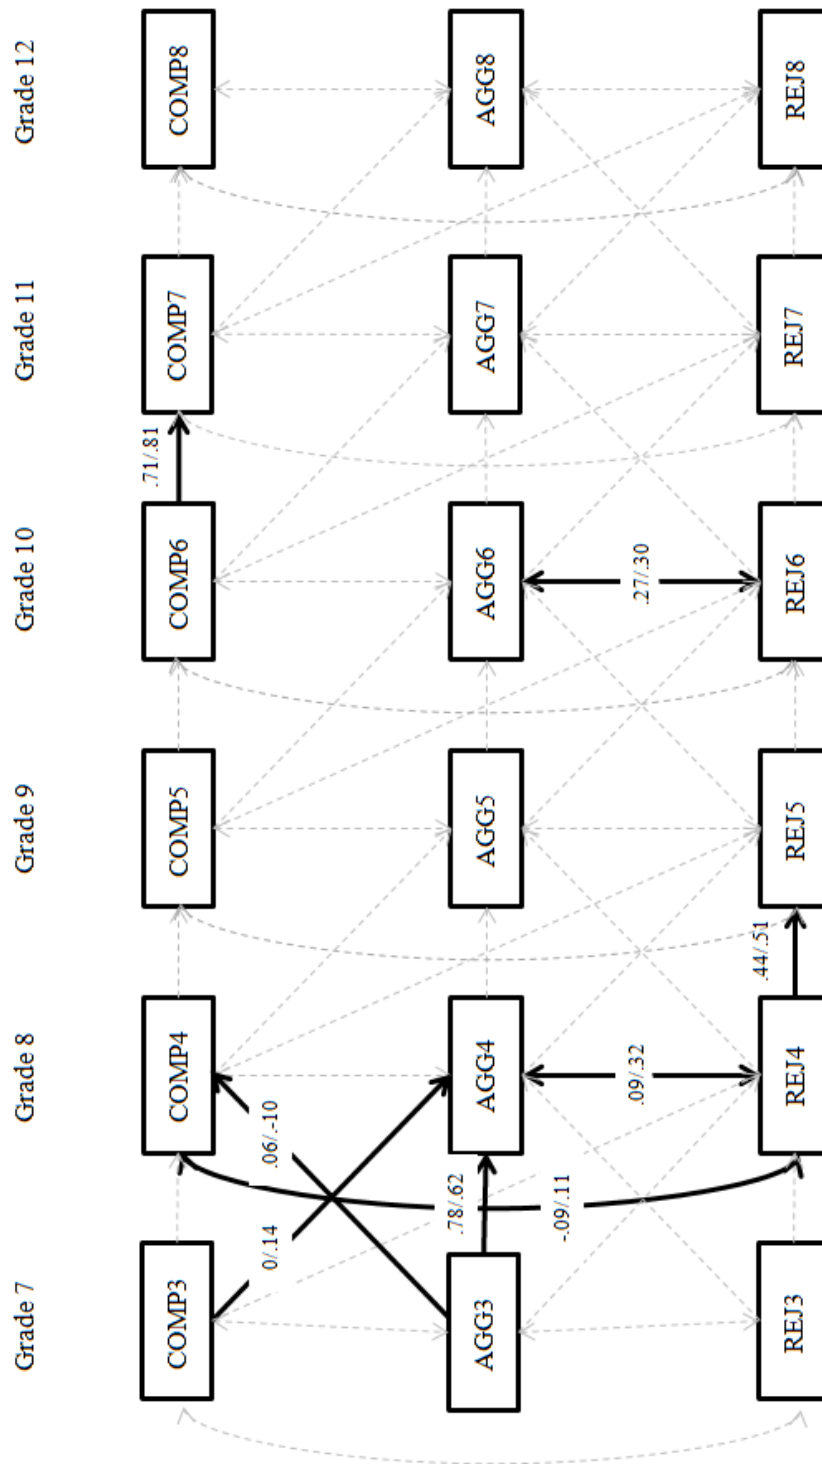 Grade 7
Grade 8
Grade 9
Grade 10
Grade 11
Grade 12
COMP3
COMP4
COMP5
COMP6
.71/.81
COMP7
COMP8
0/.14
.06/.-10
AGG3
.78/.62
AGG4
AGG5
AGG6
AGG7
AGG8
-.09/.11
.09/.32
.27/.30
REJ3
REJ4
.44/.51
REJ5
REJ6
REJ7
REJ8